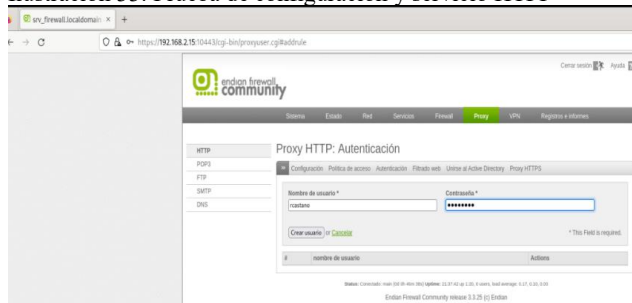 srv_firewall.localdomain × +
https://192.168.2.15:10443/cgi-bin/proxyuser.cgi#addrule
endian firewall
community
Cerrar sesión Ayuda
Sistema Estado Red Servicios Firewall Proxy VPN Registros e informes
HTTP
POP3
FTP
SMTP
DNS
Proxy HTTP: Autenticación
Configuración Política de acceso Autenticación Filtrado web Unirse al Active Directory Proxy HTTPS
Nombre de usuario * Contraseña *
rcastano ••••••••
Crear usuario or Cancelar * This Field is required.
# nombre de usuario Actions
Endian Firewall Community release 3.3.25 (c) Endian